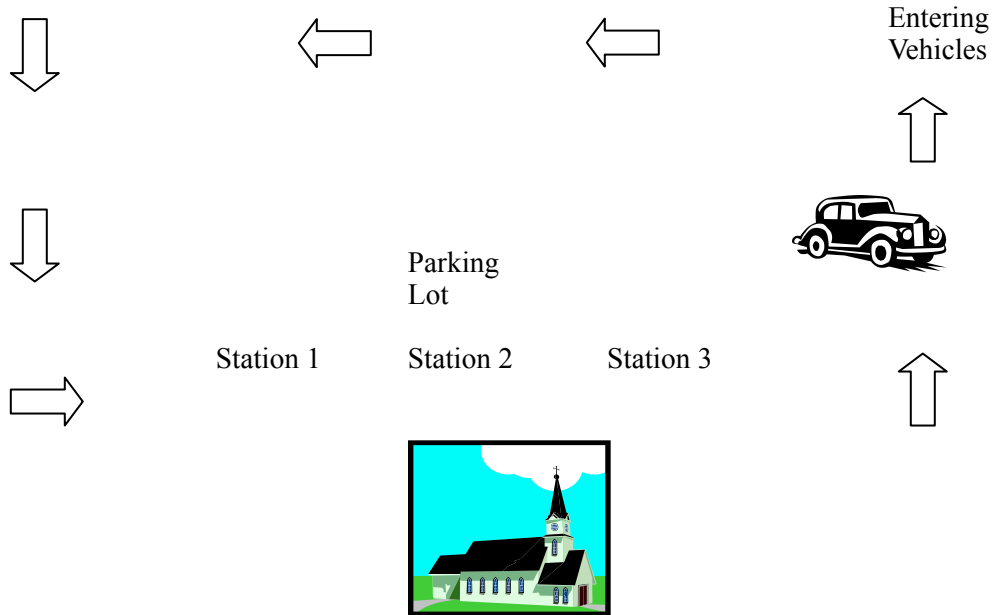 Entering
Vehicles
Parking
Lot
Station 1
Station 2
Station 3